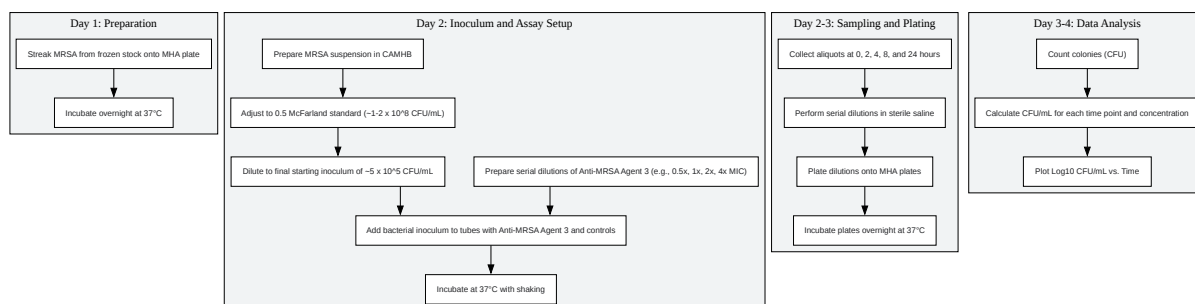 Day 1: Preparation
Streak MRSA from frozen stock onto MHA plate
Incubate overnight at 37°C
Day 2: Inoculum and Assay Setup
Prepare MRSA suspension in CAMHB
Adjust to 0.5 McFarland standard (~1-2 x 10^8 CFU/mL)
Dilute to final starting inoculum of ~5 x 10^5 CFU/mL
Prepare serial dilutions of Anti-MRSA Agent 3 (e.g., 0.5x, 1x, 2x, 4x MIC)
Add bacterial inoculum to tubes with Anti-MRSA Agent 3 and controls
Incubate at 37°C with shaking
Day 2-3: Sampling and Plating
Collect aliquots at 0, 2, 4, 8, and 24 hours
Perform serial dilutions in sterile saline
Plate dilutions onto MHA plates
Incubate plates overnight at 37°C
Day 3-4: Data Analysis
Count colonies (CFU)
Calculate CFU/mL for each time point and concentration
Plot Log10 CFU/mL vs. Time